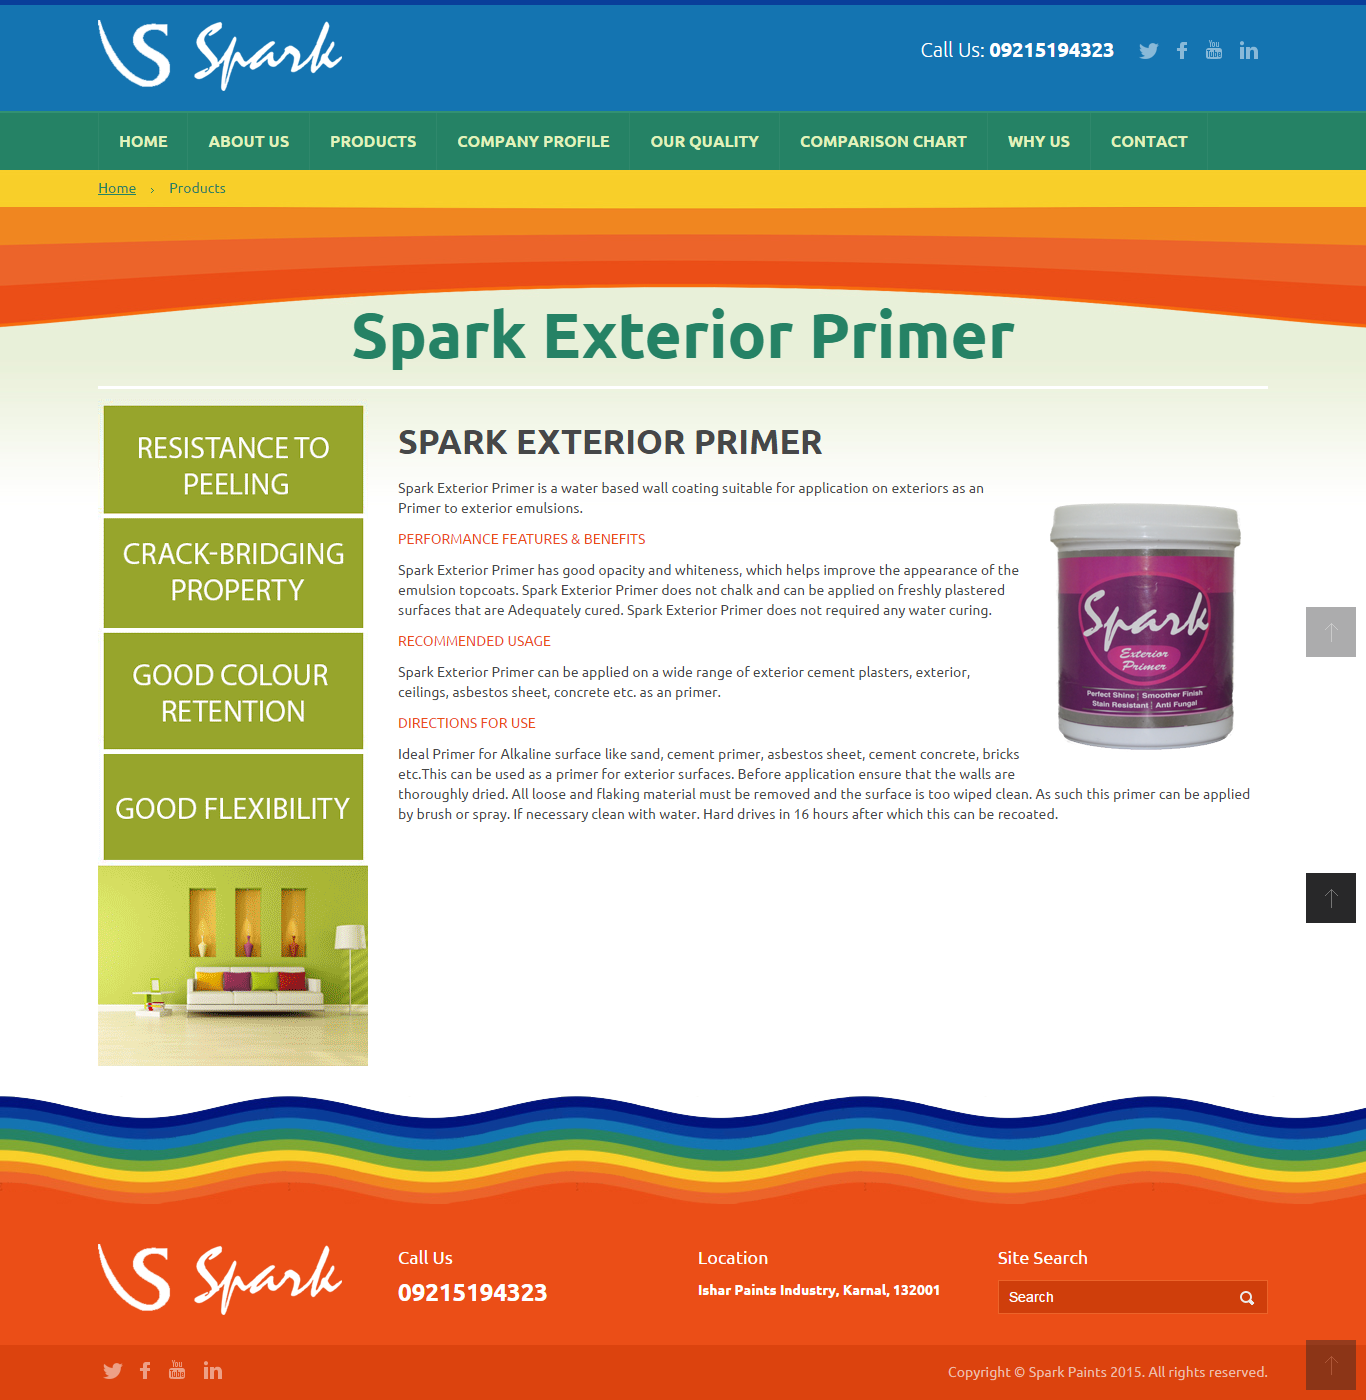 S Spark
Call Us: 09215194323
You Tube
in
HOME ABOUT US PRODUCTS COMPANY PROFILE OUR QUALITY COMPARISON CHART WHY US CONTACT
Home › Products
Spark Exterior Primer
RESISTANCE TO
PEELING
CRACK-BRIDGING
PROPERTY
GOOD COLOUR
RETENTION
GOOD FLEXIBILITY
SPARK EXTERIOR PRIMER
Spark Exterior Primer is a water based wall coating suitable for application on exteriors as an
Primer to exterior emulsions.
PERFORMANCE FEATURES & BENEFITS
Spark Exterior Primer has good opacity and whiteness, which helps improve the appearance of the
emulsion topcoats. Spark Exterior Primer does not chalk and can be applied on freshly plastered
surfaces that are Adequately cured. Spark Exterior Primer does not required any water curing.
RECOMMENDED USAGE
Spark Exterior Primer can be applied on a wide range of exterior cement plasters, exterior,
ceilings, asbestos sheet, concrete etc. as an primer.
DIRECTIONS FOR USE
Ideal Primer for Alkaline surface like sand, cement primer, asbestos sheet, cement concrete, bricks
etc.This can be used as a primer for exterior surfaces. Before application ensure that the walls are
thoroughly dried. All loose and flaking material must be removed and the surface is too wiped clean. As such this primer can be applied
by brush or spray. If necessary clean with water. Hard drives in 16 hours after which this can be recoated.
Spark
Exterior
Primer
Perfect Shine | Smoother Finish
Stain Resistant | Anti Fungal
S Spark
Call Us
09215194323
Location
Ishar Paints Industry, Karnal, 132001
Site Search
Search
You Tube
in
Copyright © Spark Paints 2015. All rights reserved.